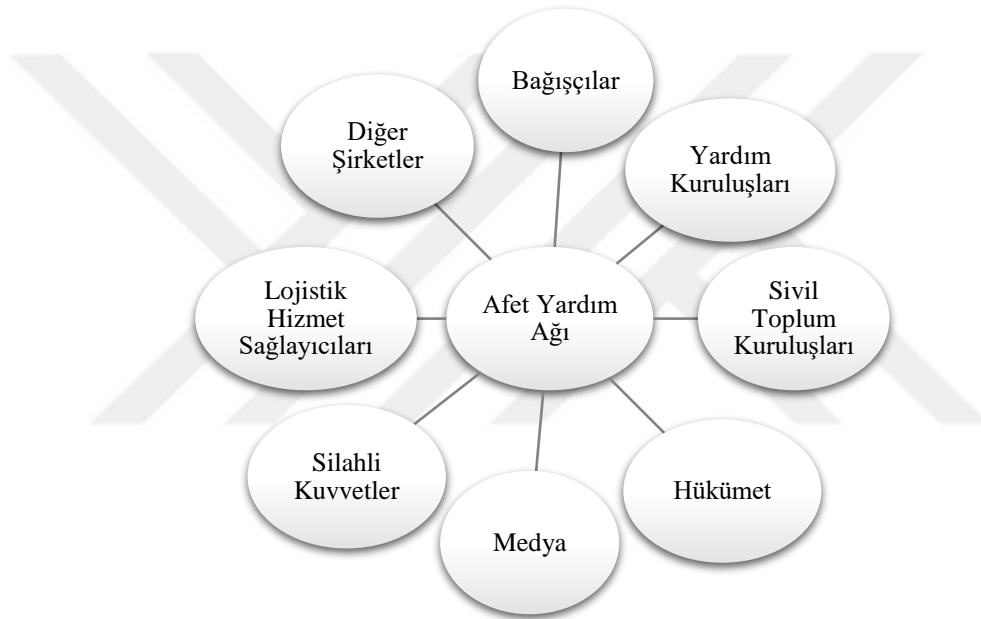 Bağışçılar
Diğer
Şirketler
Yardım
Kuruluşları
Lojistik
Hizmet
Sağlayıcıları
Afet Yardım
Ağı
Sivil
Toplum
Kuruluşları
Silahli
Kuvvetler
Medya
Hükümet